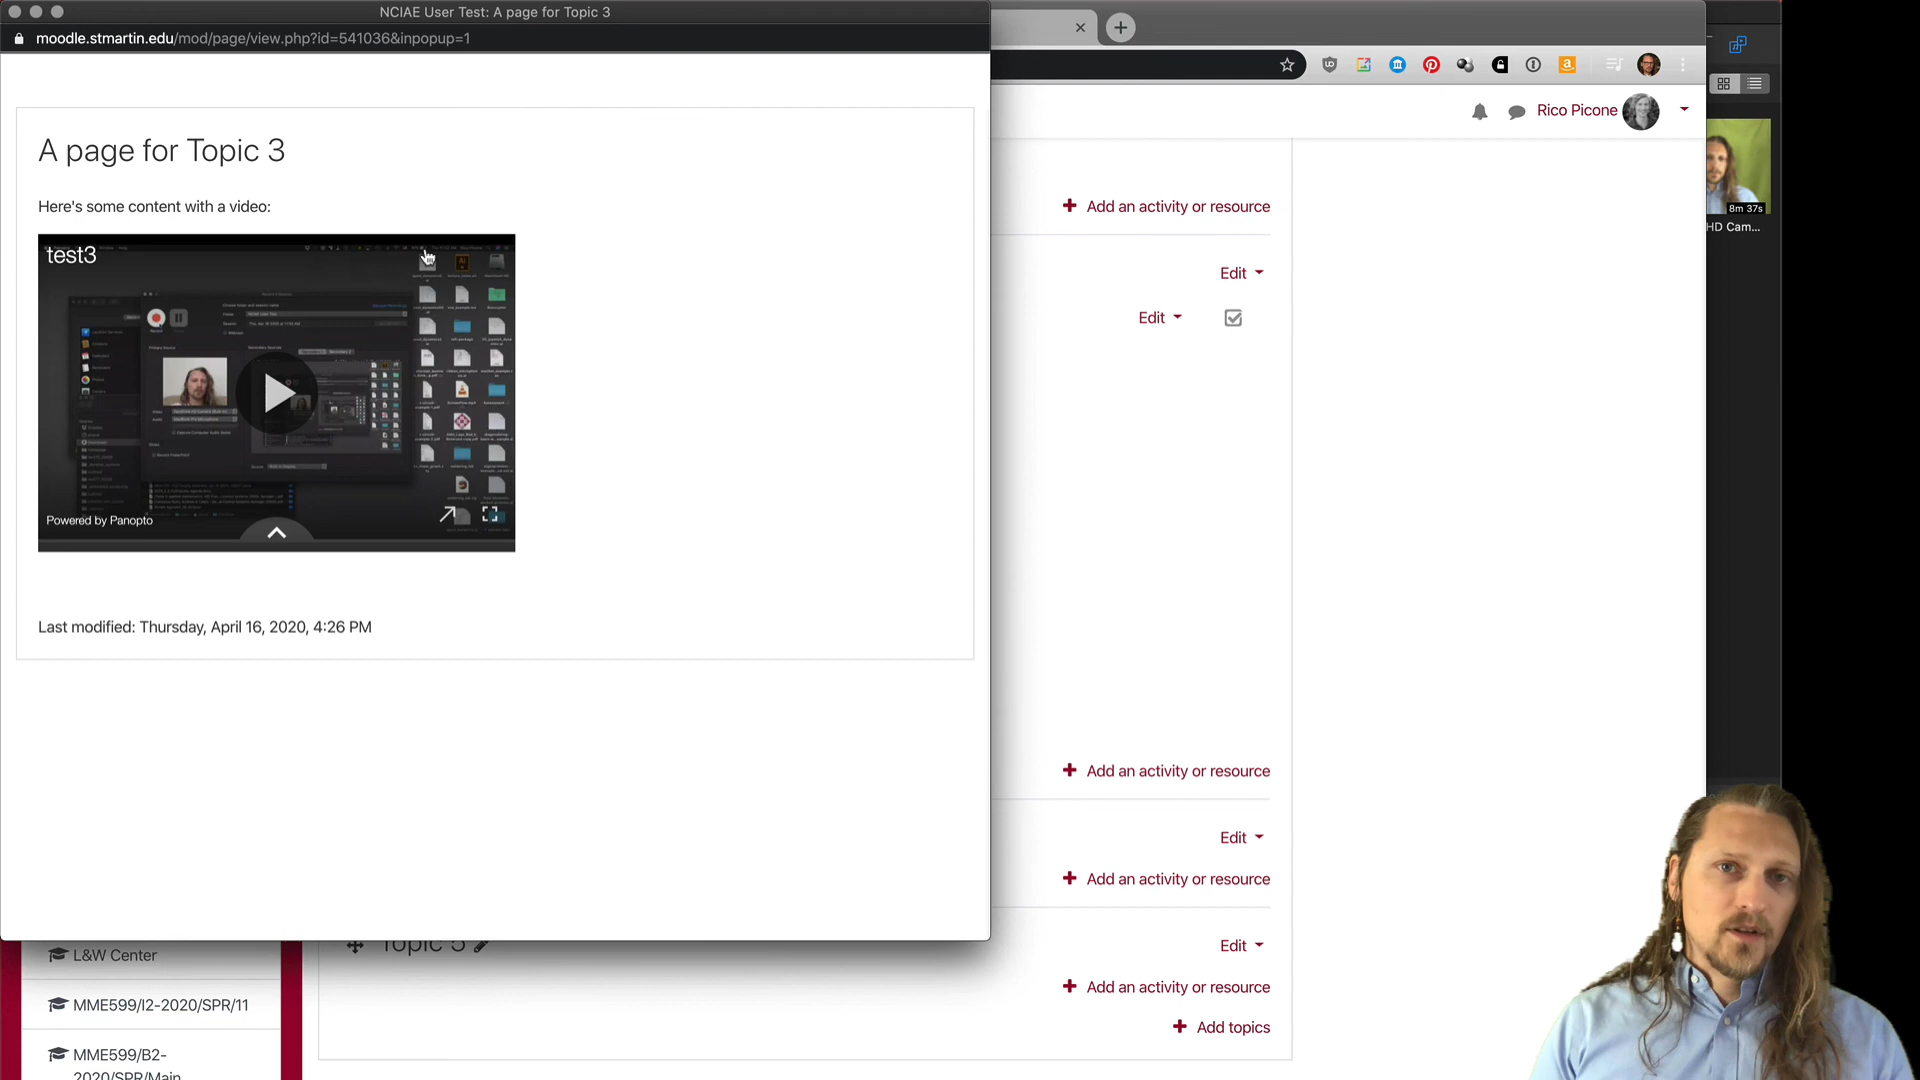 NCIAE User Test: A page for Topic 3
moodle.stmartin.edu/mod/page/view.php?id=541036&inpopup=1
Rico Picone
A page for Topic 3
Here's some content with a video:
test3
Powered by Panopto
Last modified: Thursday, April 16, 2020, 4:26 PM
Add an activity or resource
Edit
Edit
Add an activity or resource
Edit
Add an activity or resource
Topic 5
Edit
Add an activity or resource
Add topics
L&W Center
MME599/I2-2020/SPR/11
MME599/B2-
2020/SPR/Main
8m 37s
HD Cam...